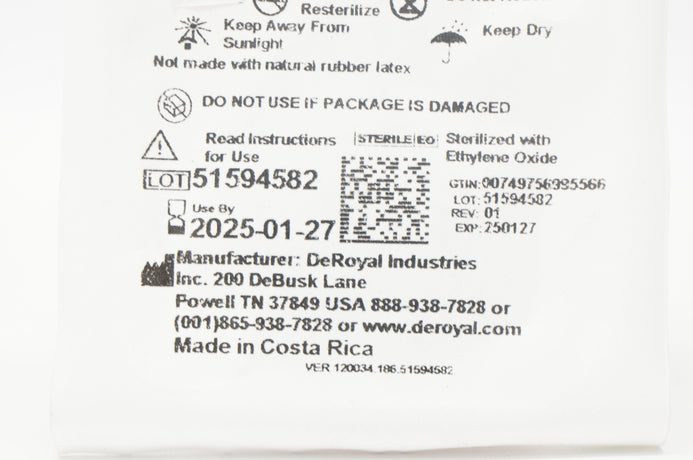 Resterilize
Keep Away From
Sunlight
Keep Dry
Not made with natural rubber latex
DO NOT USE IF PACKAGE IS DAMAGED
Read Instructions
for Use
STERILE EO
Sterilized with
Ethylene Oxide
LOT 51594582
Use By
2025-01-27
GTIN: 00749756995566
LOT: 51594582
REV: 01
EXP: 250127
Manufacturer: DeRoyal Industries
Inc. 200 DeBusk Lane
Powell TN 37849 USA 888-938-7828 or
(001)865-938-7828 or www.deroyal.com
Made in Costa Rica
VER 120034.186.51594582